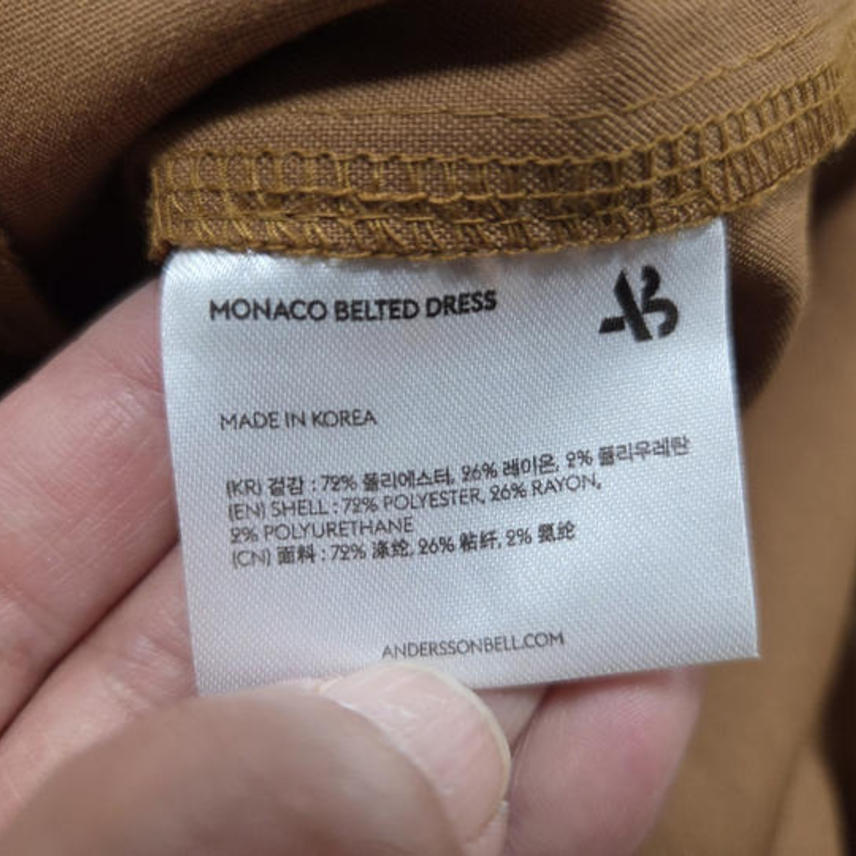 MONACO BELTED DRESS
AB
MADE IN KOREA
(KR) 겉감 : 72% 폴리에스터, 26% 레이온, 2% 폴리우레탄
(EN) SHELL : 72% POLYESTER, 26% RAYON,
2% POLYURETHANE
(CN) 面料 : 72% 涤纶, 26% 粘纤, 2% 氨纶
ANDERSSONBELL.COM